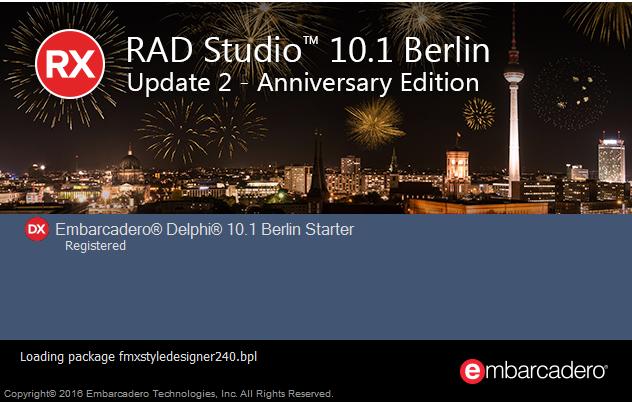 RX
RAD Studio™ 10.1 Berlin
Update 2 - Anniversary Edition
DX
Embarcadero® Delphi® 10.1 Berlin Starter
Registered
Loading package fmxstyledesigner240.bpl
embarcadero®
Copyright© 2016 Embarcadero Technologies, Inc. All Rights Reserved.